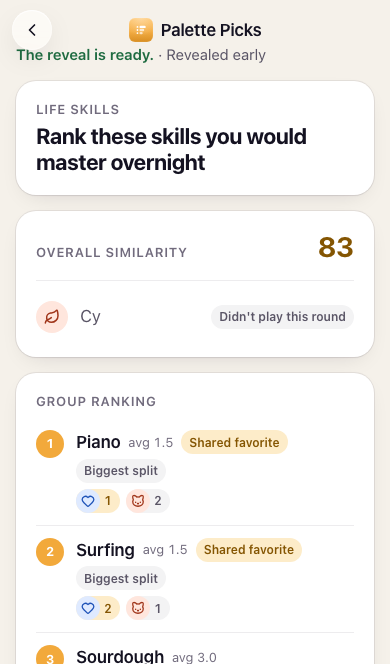 Palette Picks
The reveal is ready. · Revealed early
LIFE SKILLS
Rank these skills you would
master overnight
OVERALL SIMILARITY 83
Cy Didn't play this round
GROUP RANKING
1 Piano avg 1.5 Shared favorite
Biggest split
1 2
2 Surfing avg 1.5 Shared favorite
Biggest split
2 1
3 Sourdough avg 3.0